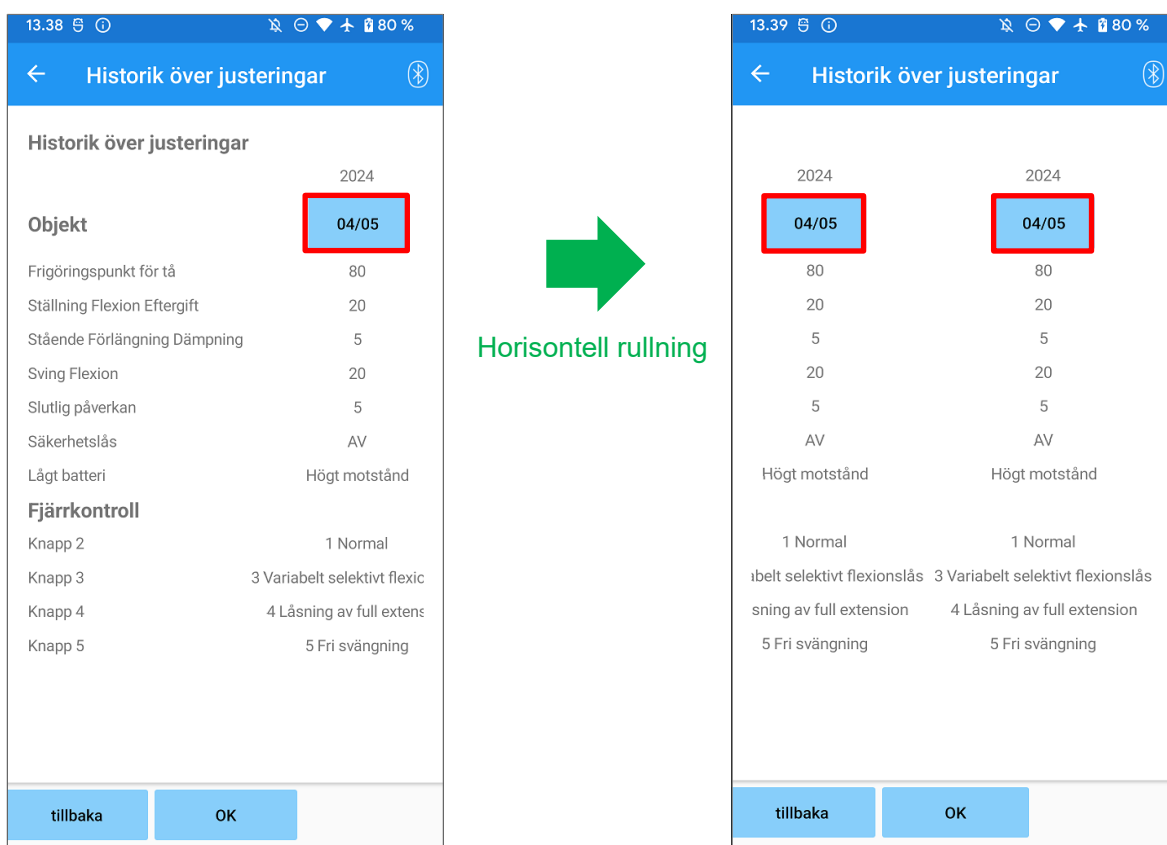 13.38 80 %
Historik över justeringar
Historik över justeringar
2024
Objekt 04/05
Frigöringspunkt för tå 80
Ställning Flexion Eftergift 20
Stående Förlängning Dämpning 5
Sving Flexion 20
Slutlig påverkan 5
Säkerhetslås AV
Lågt batteri Högt motstånd
Fjärrkontroll
Knapp 2 1 Normal
Knapp 3 3 Variabelt selektivt flexic
Knapp 4 4 Låsning av full extens
Knapp 5 5 Fri svängning
tillbaka OK
Horisontell rullning
13.39 80 %
Historik över justeringar
2024 2024
04/05 04/05
80 80
20 20
5 5
20 20
5 5
AV AV
Högt motstånd Högt motstånd
1 Normal 1 Normal
abelt selektivt flexionslås 3 Variabelt selektivt flexionslås
sning av full extension 4 Låsning av full extension
5 Fri svängning 5 Fri svängning
tillbaka OK